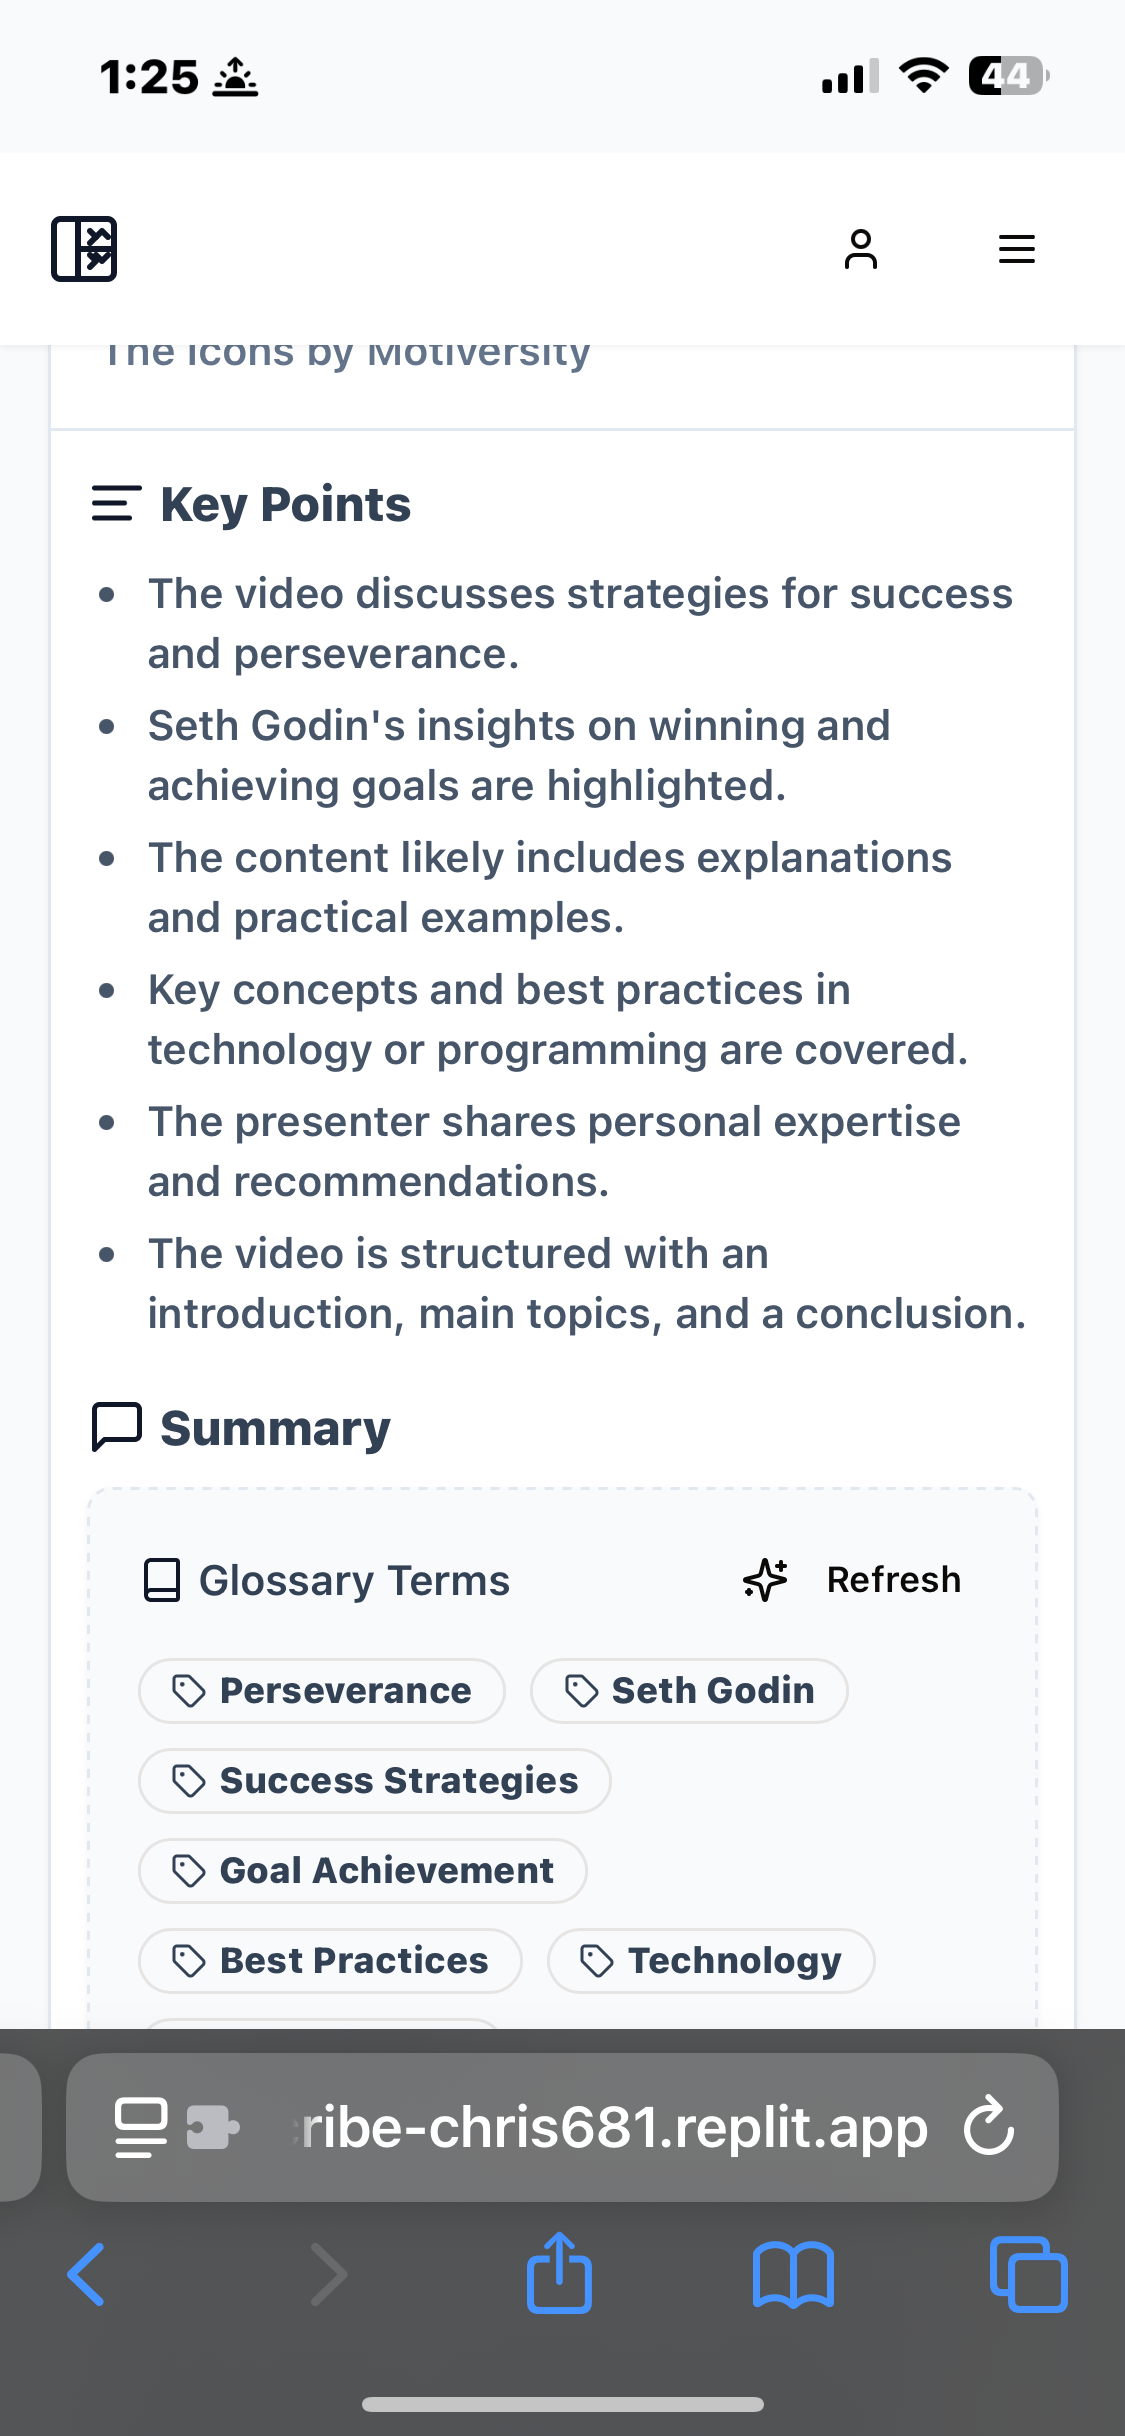 1:25
44
The Icons by Motiversity
Key Points
• The video discusses strategies for success
and perseverance.
• Seth Godin's insights on winning and
achieving goals are highlighted.
• The content likely includes explanations
and practical examples.
• Key concepts and best practices in
technology or programming are covered.
• The presenter shares personal expertise
and recommendations.
• The video is structured with an
introduction, main topics, and a conclusion.
Summary
Glossary Terms
Refresh
Perseverance
Seth Godin
Success Strategies
Goal Achievement
Best Practices
Technology
ribe-chris681.replit.app